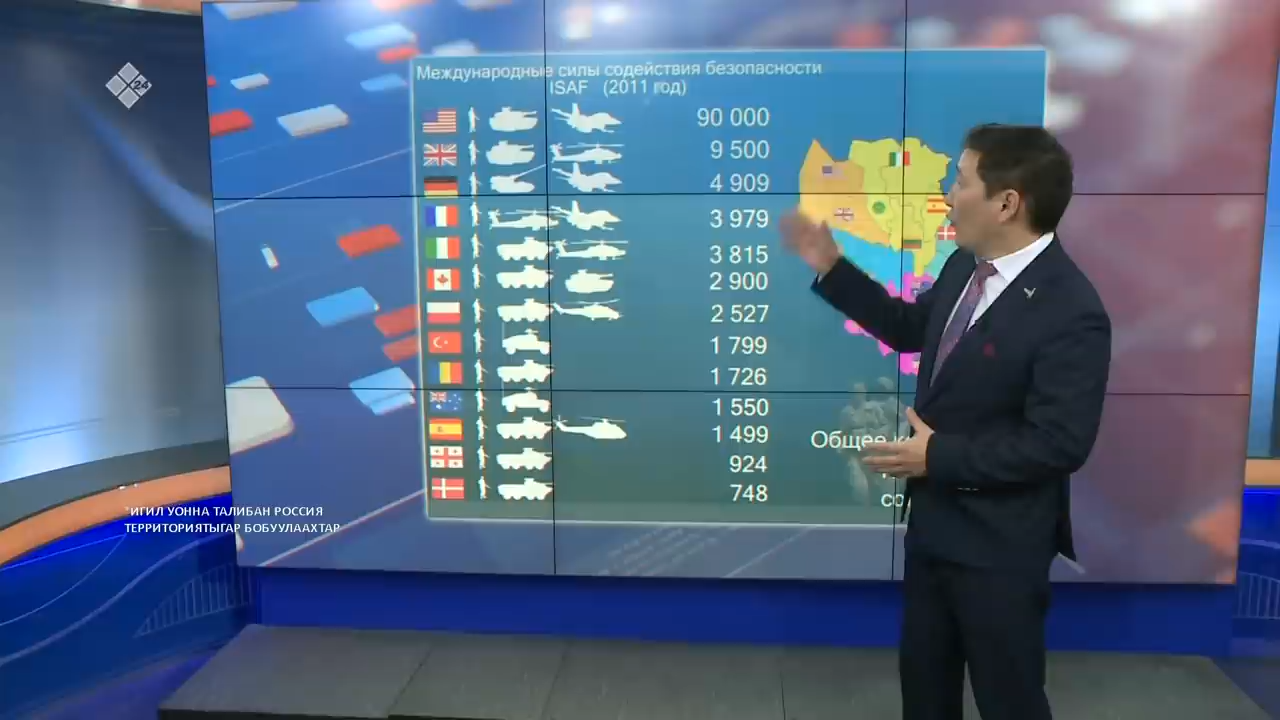 24
Международные силы содействия безопасности
ISAF (2011 год)
90 000
9 500
4 909
3 979
3 815
2 900
2 527
1 799
1 726
1 550
1 499
924
748
Общее
"ИГИЛ УОННА ТАЛИБАН РОССИЯ
ТЕРРИТОРИЯТЫГАР БОБУУЛААХТАР